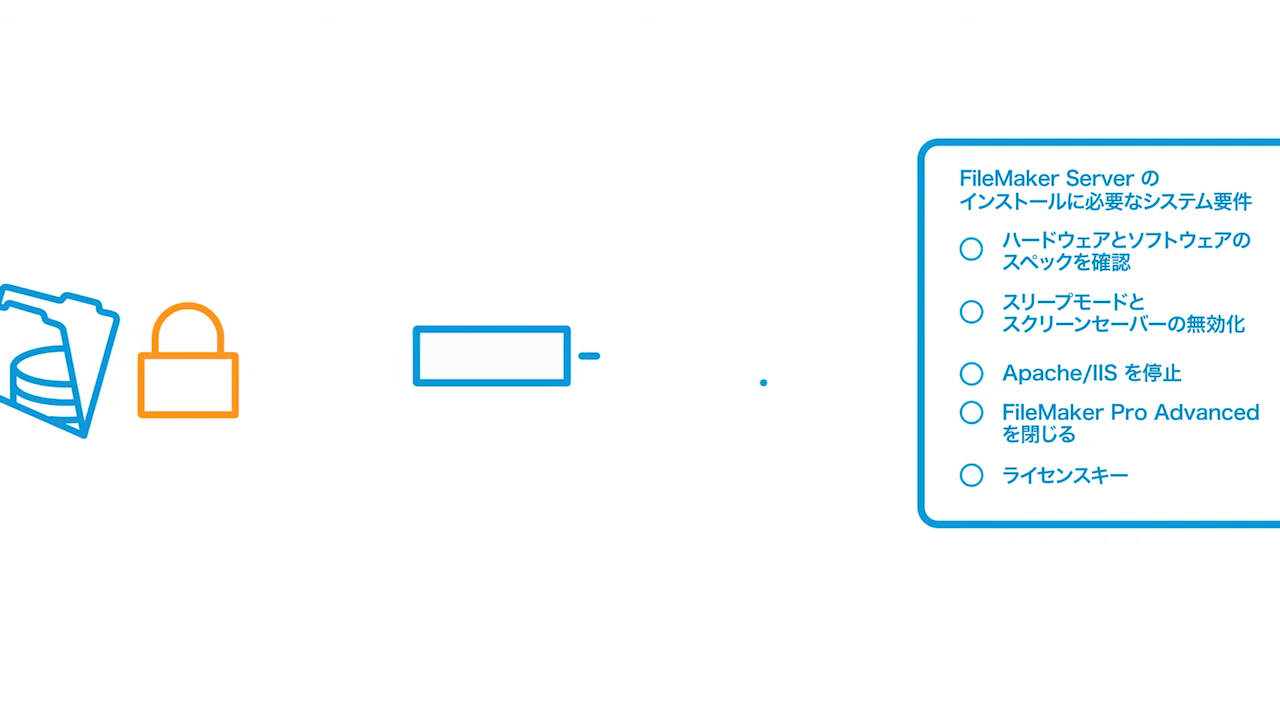 FileMaker Server の
インストールに必要なシステム要件
ハードウェアとソフトウェアの
スペックを確認
スリープモードと
スクリーンセーバーの無効化
Apache/IIS を停止
FileMaker Pro Advanced
を閉じる
ライセンスキー